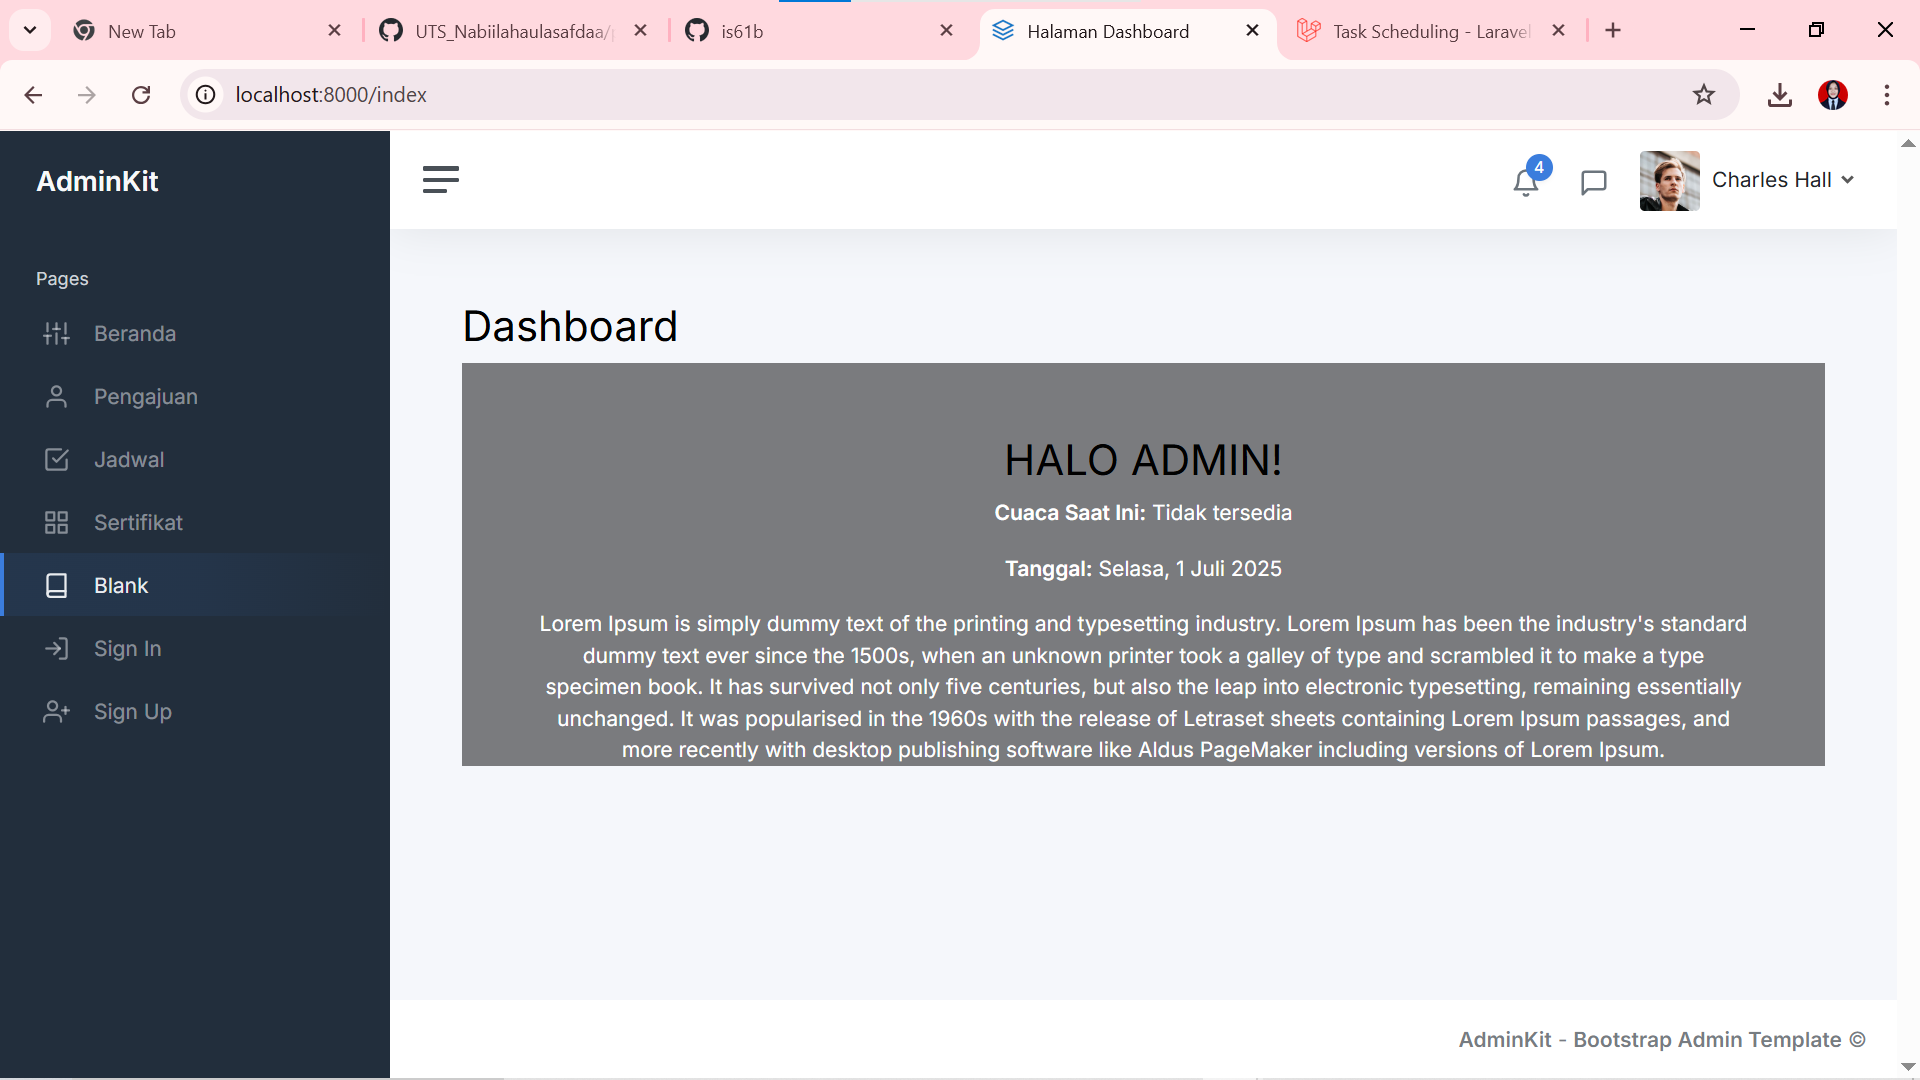 New Tab
UTS_Nabiilahaulasafdaa/
is61b
Halaman Dashboard
Task Scheduling - Laravel
localhost:8000/index
AdminKit
4
Charles Hall
Pages
Beranda
Pengajuan
Jadwal
Sertifikat
Blank
Sign In
Sign Up
Dashboard
HALO ADMIN!
Cuaca Saat Ini: Tidak tersedia
Tanggal: Selasa, 1 Juli 2025
Lorem Ipsum is simply dummy text of the printing and typesetting industry. Lorem Ipsum has been the industry's standard
dummy text ever since the 1500s, when an unknown printer took a galley of type and scrambled it to make a type
specimen book. It has survived not only five centuries, but also the leap into electronic typesetting, remaining essentially
unchanged. It was popularised in the 1960s with the release of Letraset sheets containing Lorem Ipsum passages, and
more recently with desktop publishing software like Aldus PageMaker including versions of Lorem Ipsum.
AdminKit - Bootstrap Admin Template ©